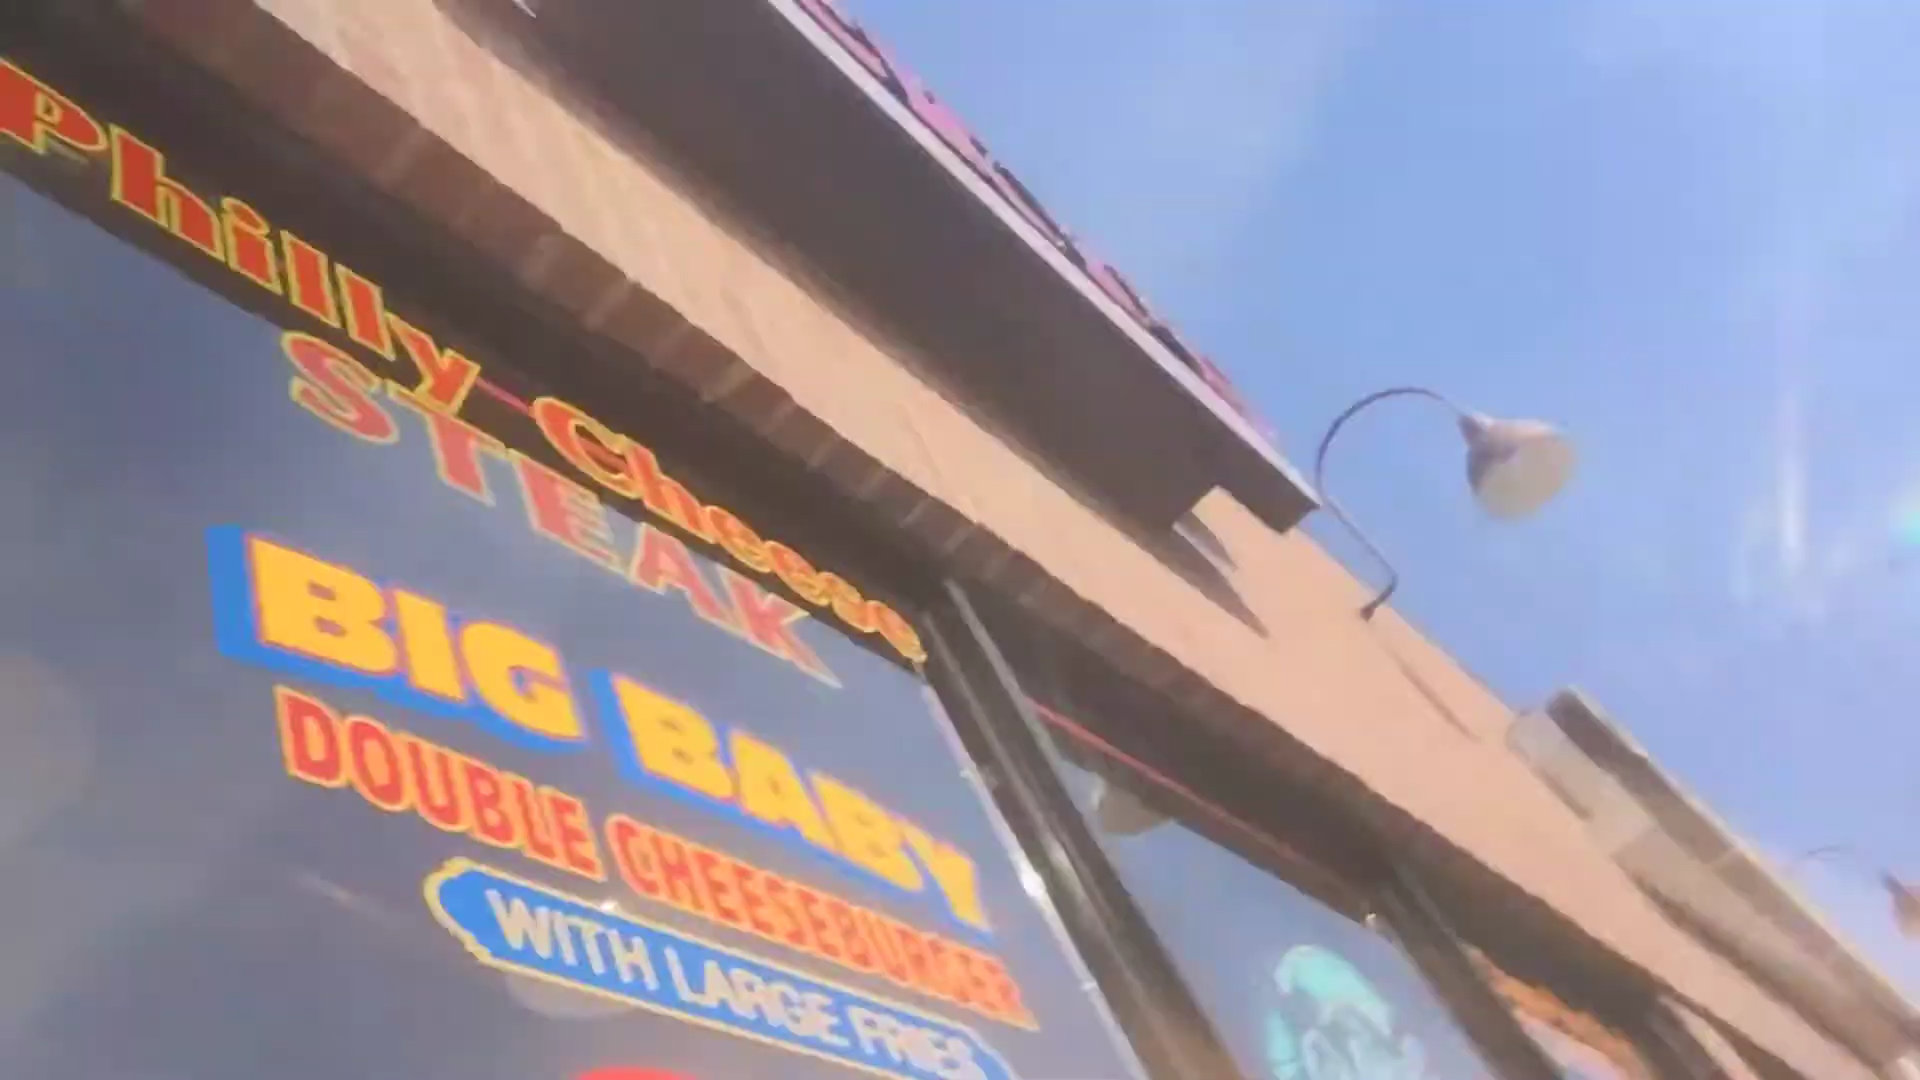 Philly Cheese
STEAK
BIG BABY
DOUBLE CHEESEBURGER
WITH LARGE FRIES